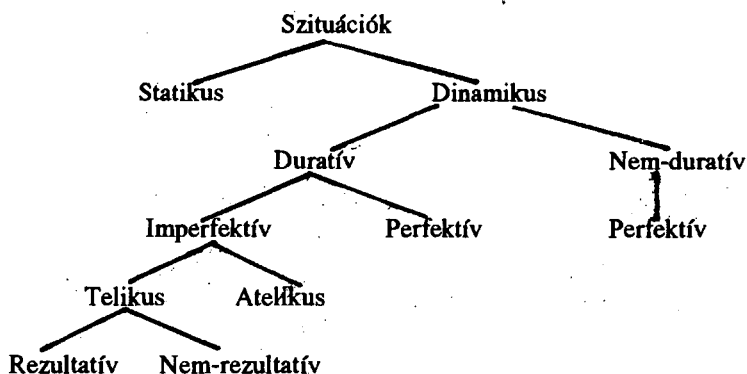 Szituációk
Statikus Dinamikus
Duratív Nem-duratív
Imperfektív Perfektív Perfektív
Telikus Atelikus
Rezultatív Nem-rezultatív